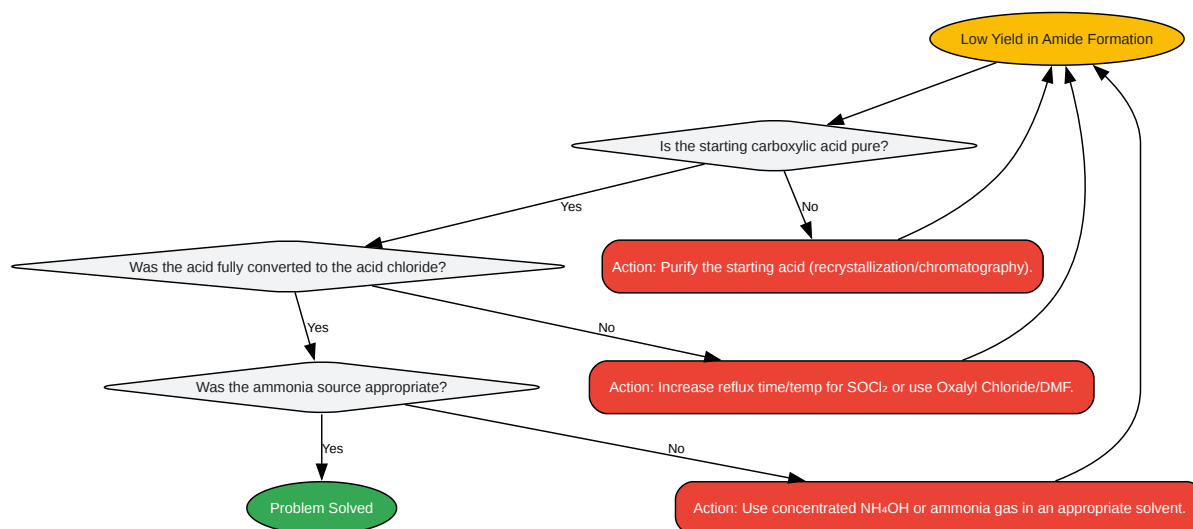 Low Yield in Amide Formation
Is the starting carboxylic acid pure?
Yes
No
Was the acid fully converted to the acid chloride?
Action: Purify the starting acid (recrystallization/chromatography).
Yes
No
Was the ammonia source appropriate?
Action: Increase reflux time/temp for SOCl₂ or use Oxalyl Chloride/DMF.
Yes
No
Problem Solved
Action: Use concentrated NH₄OH or ammonia gas in an appropriate solvent.